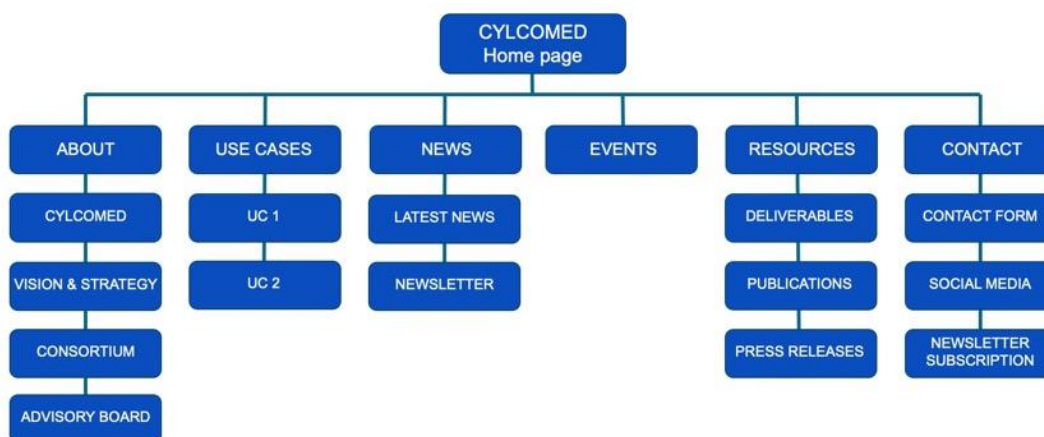 CYLCOMED
Home page
ABOUT
USE CASES
NEWS
EVENTS
RESOURCES
CONTACT
CYLCOMED
UC 1
LATEST NEWS
DELIVERABLES
CONTACT FORM
VISION & STRATEGY
UC 2
NEWSLETTER
PUBLICATIONS
SOCIAL MEDIA
CONSORTIUM
PRESS RELEASES
NEWSLETTER
SUBSCRIPTION
ADVISORY BOARD